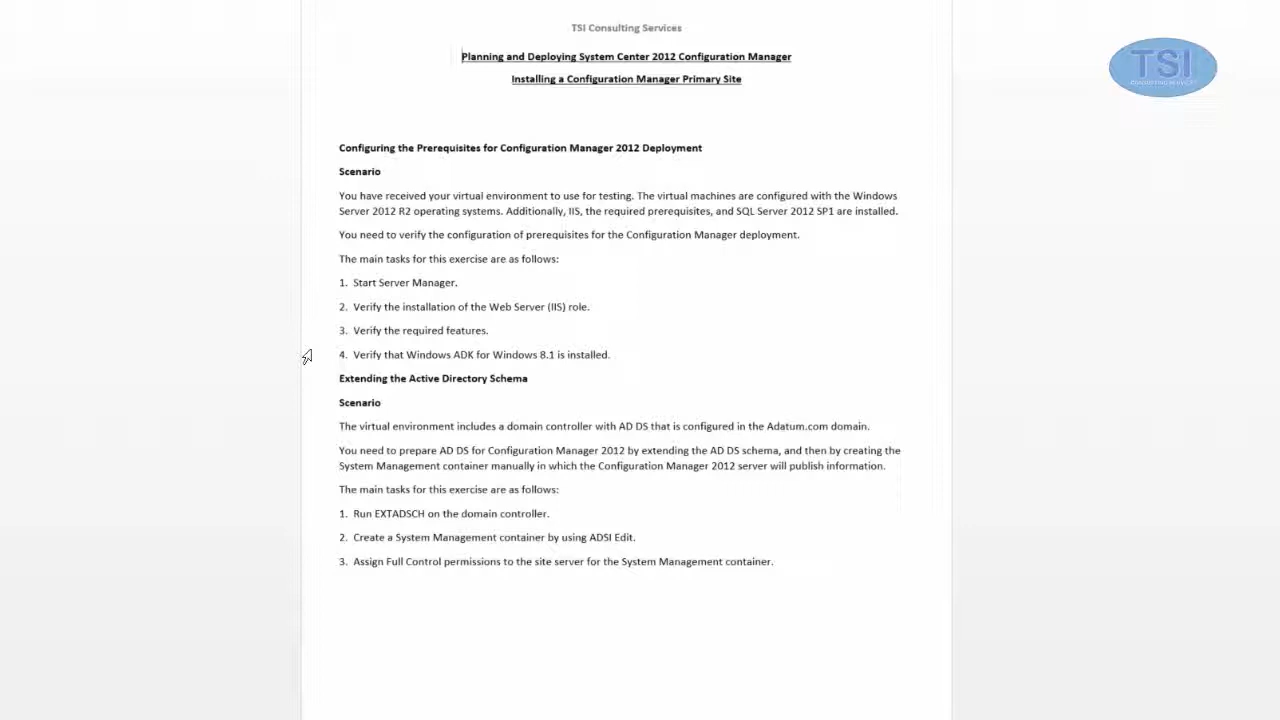 TSI Consulting Services
Planning and Deploying System Center 2012 Configuration Manager
Installing a Configuration Manager Primary Site
TSI
CONSULTING SERVICES
Configuring the Prerequisites for Configuration Manager 2012 Deployment
Scenario
You have received your virtual environment to use for testing. The virtual machines are configured with the Windows
Server 2012 R2 operating systems. Additionally, IIS, the required prerequisites, and SQL Server 2012 SP1 are installed.
You need to verify the configuration of prerequisites for the Configuration Manager deployment.
The main tasks for this exercise are as follows:
1. Start Server Manager.
2. Verify the installation of the Web Server (IIS) role.
3. Verify the required features.
4. Verify that Windows ADK for Windows 8.1 is installed.
Extending the Active Directory Schema
Scenario
The virtual environment includes a domain controller with AD DS that is configured in the Adatum.com domain.
You need to prepare AD DS for Configuration Manager 2012 by extending the AD DS schema, and then by creating the
System Management container manually in which the Configuration Manager 2012 server will publish information.
The main tasks for this exercise are as follows:
1. Run EXTADSCH on the domain controller.
2. Create a System Management container by using ADSI Edit.
3. Assign Full Control permissions to the site server for the System Management container.